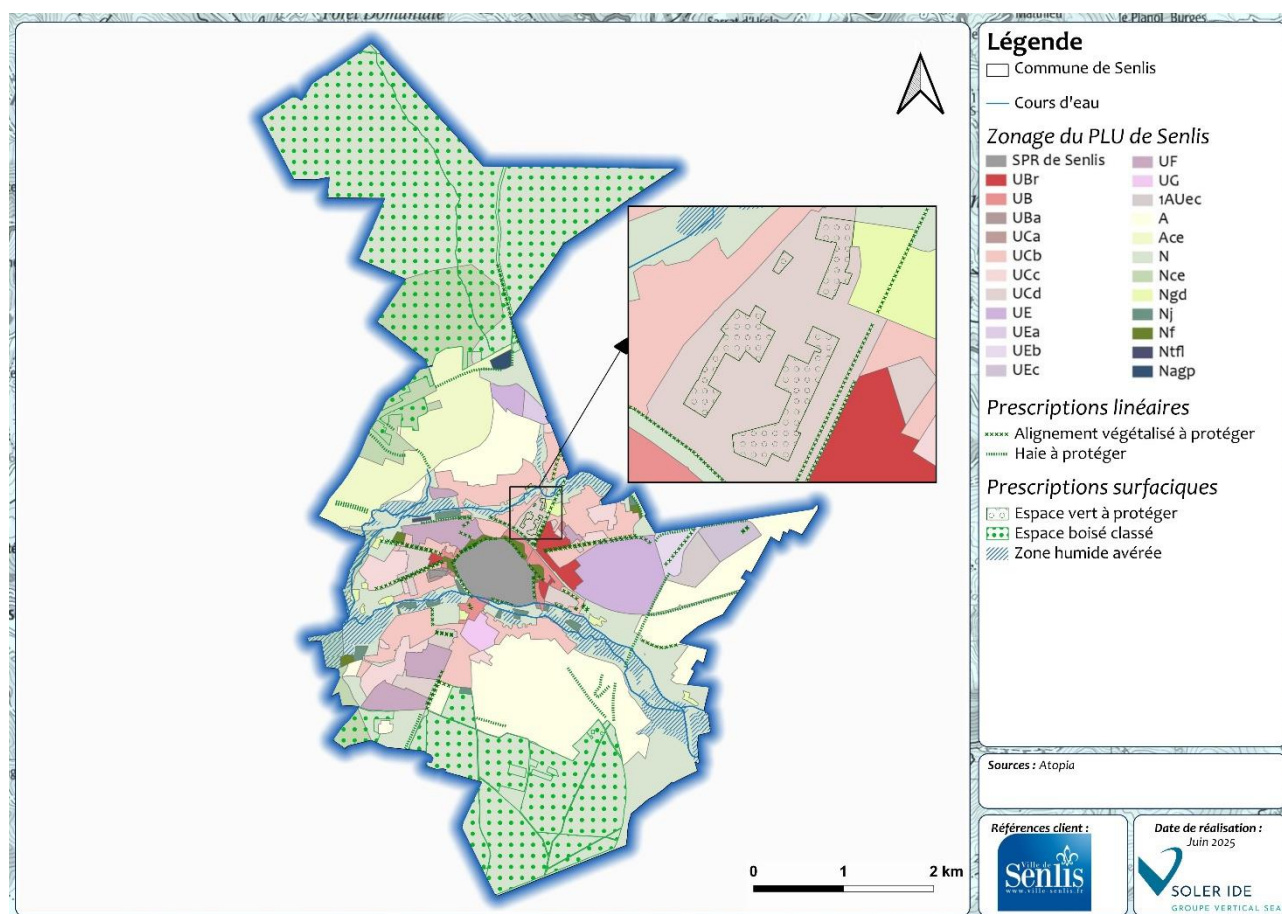 Forêt Domaniale
Sarrat d'Uscla
le Planol Burgès
Légende
Commune de Senlis
Cours d'eau
Zonage du PLU de Senlis
SPR de Senlis
UBr
UB
UBa
UCa
UCb
UCc
UCd
UE
UEa
UEb
UEc
UF
UG
1AUec
A
Ace
N
Nce
Ngd
Nj
Nf
Ntfl
Nagp
Prescriptions linéaires
Alignement végétalisé à protéger
Haie à protéger
Prescriptions surfaciques
Espace vert à protéger
Espace boisé classé
Zone humide avérée
0 1 2 km
Sources : Atopia
Références client :
Ville de
Senlis
www.ville-senlis.fr
Date de réalisation :
Juin 2025
SOLER IDE
GROUPE VERTICAL SEA